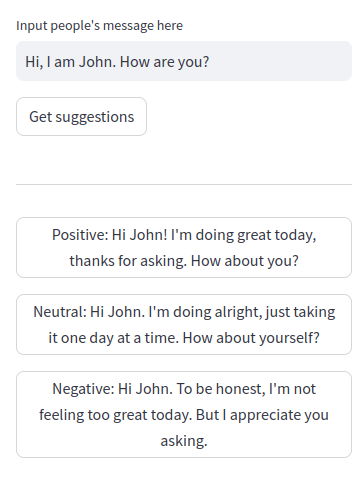 Input people's message here
Hi, I am John. How are you?
Get suggestions
Positive: Hi John! I'm doing great today,
thanks for asking. How about you?
Neutral: Hi John. I'm doing alright, just taking
it one day at a time. How about yourself?
Negative: Hi John. To be honest, I'm not
feeling too great today. But I appreciate you
asking.